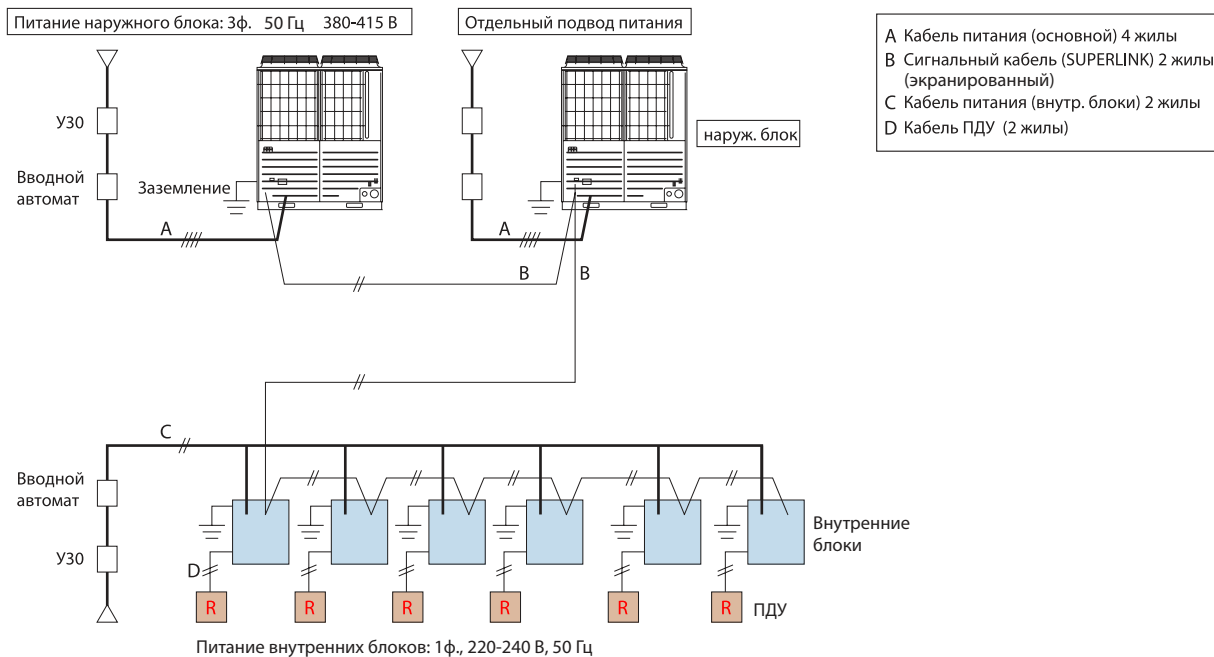 Питание наружного блока: 3ф. 50 Гц 380-415 В
Отдельный подвод питания
A Кабель питания (основной) 4 жилы
B Сигнальный кабель (SUPERLINK) 2 жилы
(экранированный)
C Кабель питания (внутр. блоки) 2 жилы
D Кабель ПДУ (2 жилы)
УЗО
наруж. блок
Вводной
автомат
Заземление
A
A
B
B
C
Вводной
автомат
Внутренние
блоки
УЗО
D
R
R
R
R
R
R
ПДУ
Питание внутренних блоков: 1ф., 220-240 В, 50 Гц